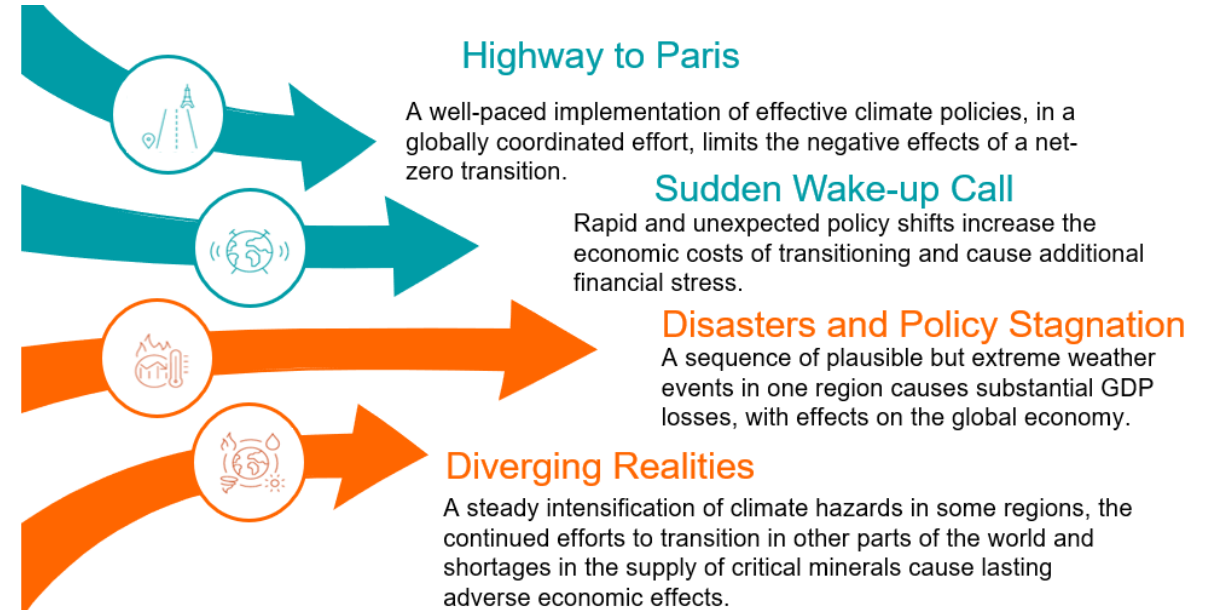 Highway to Paris
A well-paced implementation of effective climate policies, in a
globally coordinated effort, limits the negative effects of a net-
zero transition.
Sudden Wake-up Call
Rapid and unexpected policy shifts increase the
economic costs of transitioning and cause additional
financial stress.
Disasters and Policy Stagnation
A sequence of plausible but extreme weather
events in one region causes substantial GDP
losses, with effects on the global economy.
Diverging Realities
A steady intensification of climate hazards in some regions, the
continued efforts to transition in other parts of the world and
shortages in the supply of critical minerals cause lasting
adverse economic effects.